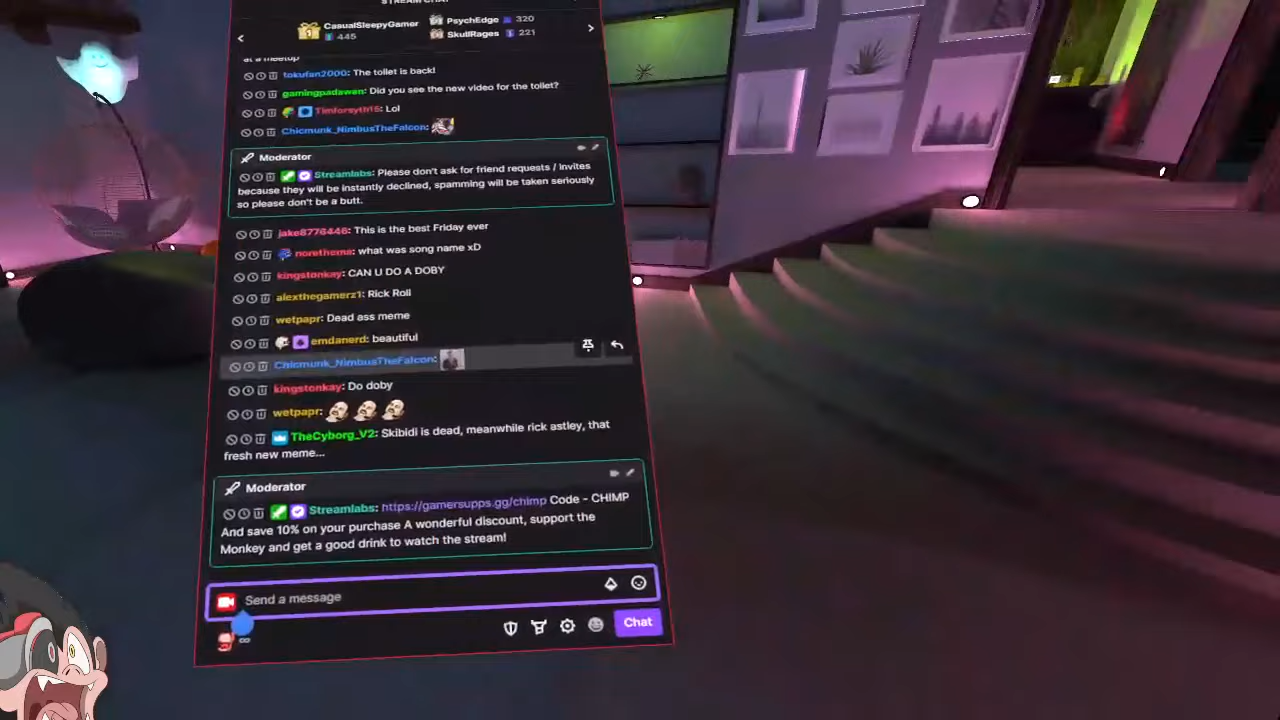 STREAM CHAT
CasualSleepyGamer
445
PsychEdge 320
SkullRages 221
at a meetup
tokufan2000: The toilet is back!
gamingpadawan: Did you see the new video for the toilet?
Timforsyth16: Lol
Chicmunk_NimbusTheFalcon:
Moderator
Streamlabs: Please don't ask for friend requests / Invites
because they will be instantly declined, spamming will be taken seriously
so please don't be a butt.
jake8776446: This is the best Friday ever
noretheme: what was song name xD
kingstonkay: CAN U DO A DOBY
alexthegamerz1: Rick Roll
wetpapr: Dead ass meme
emdanerd: beautiful
Chicmunk_NimbusTheFalcon:
kingstonkay: Do doby
wetpapr:
TheCyborg_V2: Skibidi is dead, meanwhile rick astley, that
fresh new meme...
Moderator
Streamlabs: https://gamersupps.gg/chimp Code - CHIMP
And save 10% on your purchase A wonderful discount, support the
Monkey and get a good drink to watch the stream!
Send a message
Chat